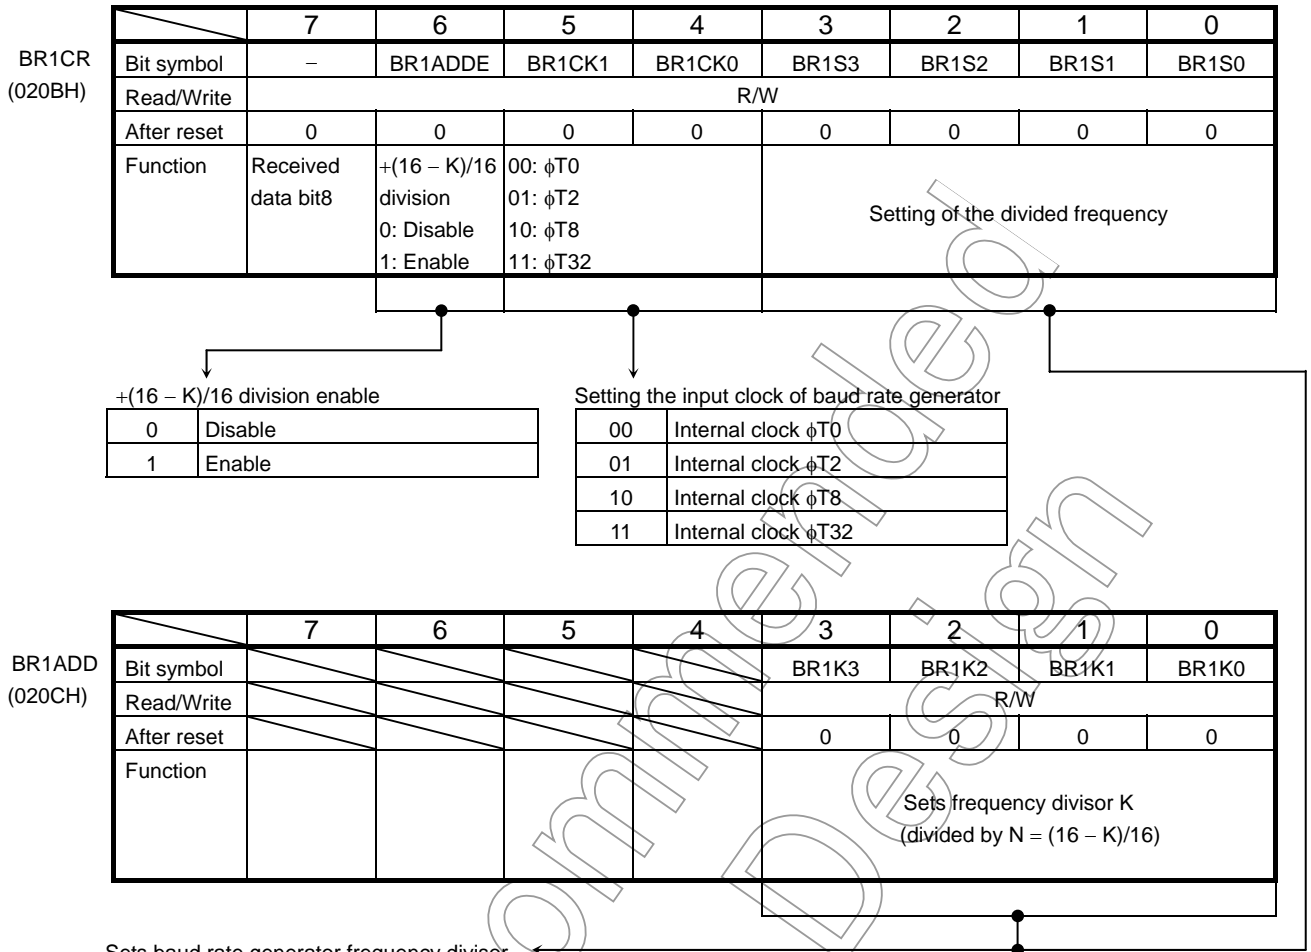 7 6 5 4 3 2 1 0
BR1CR
(020BH)
Bit symbol − BR1ADDE BR1CK1 BR1CK0 BR1S3 BR1S2 BR1S1 BR1S0
Read/Write R/W
After reset 0 0 0 0 0 0 0 0
Function Received +(16 − K)/16 00: ϕT0
data bit8 division 01: ϕT2
Setting of the divided frequency
0: Disable 10: ϕT8
1: Enable 11: ϕT32
+(16 − K)/16 division enable
0 Disable
1 Enable
Setting the input clock of baud rate generator
00 Internal clock ϕT0
01 Internal clock ϕT2
10 Internal clock ϕT8
11 Internal clock ϕT32
7 6 5 4 3 2 1 0
BR1ADD
(020CH)
Bit symbol BR1K3 BR1K2 BR1K1 BR1K0
Read/Write R/W
After reset 0 0 0 0
Function
Sets frequency divisor K
(divided by N = (16 − K)/16)
Sets baud rate generator frequency divisor
ommended
Design